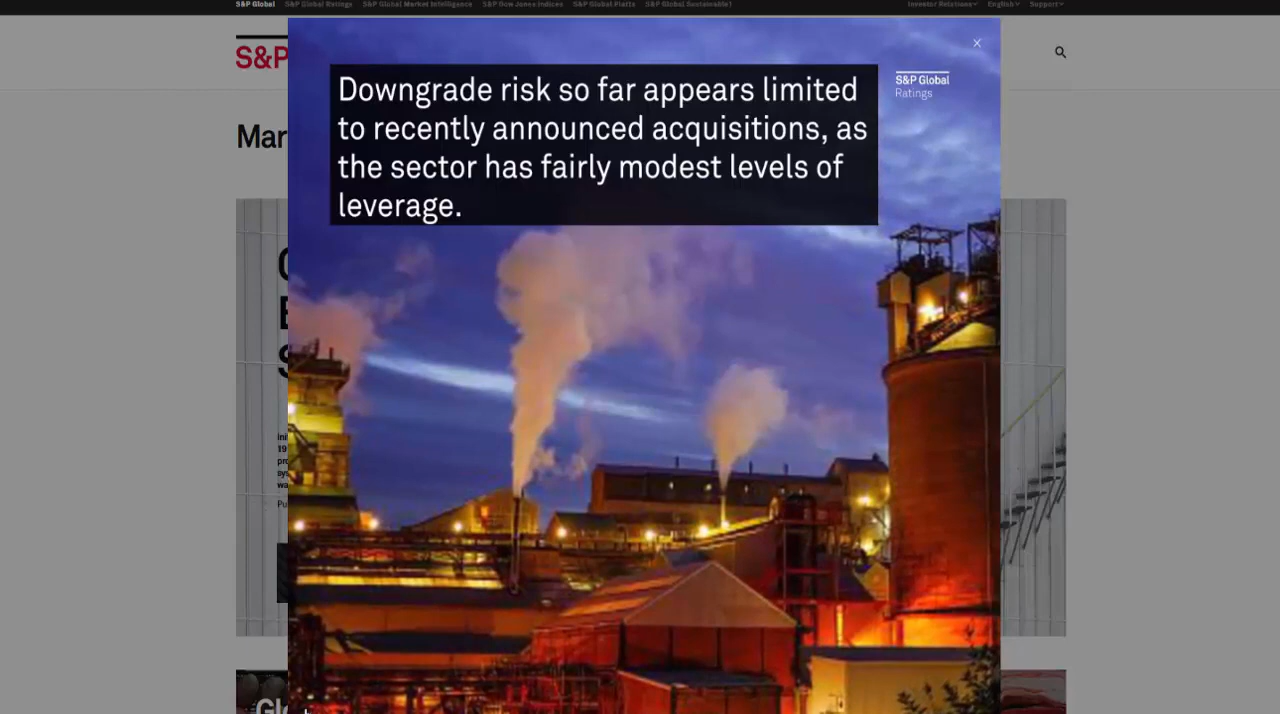 S&P Global S&P Global Ratings S&P Global Market Intelligence S&P Dow Jones Indices S&P Global Platts S&P Global Sustainable1 Investor Relations English Support
S&P
Downgrade risk so far appears limited
to recently announced acquisitions, as
the sector has fairly modest levels of
leverage.
S&P Global
Ratings
Mar
Glo